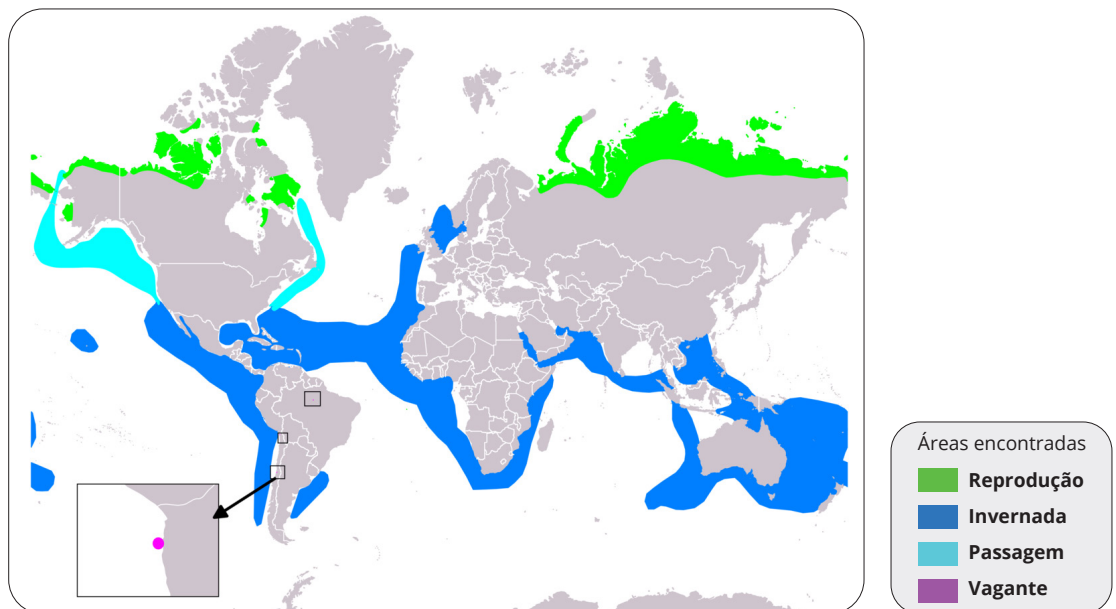 Áreas encontradas
Reprodução
Invernada
Passagem
Vagante